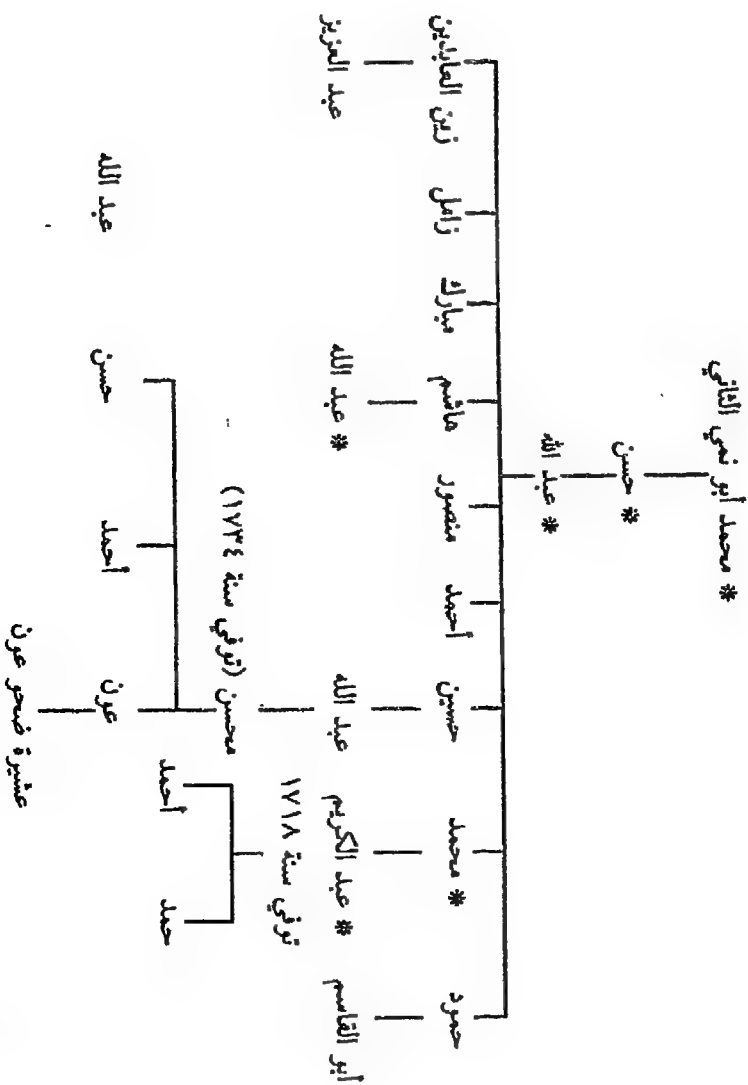 * محمد أبو نمي الثاني
* حسن
* عبد الله
حمود * محمد حسين أحمد منصور هاشم مبارك زامل زين العابدين
أبو القاسم * عبد الكريم عبد الله * عبد الله عبد العزيز
توفي سنة ١٧١٨
محسن (توفي سنة ١٧٣٤)
حمد أحمد
عون أحمد حسن عبد الله
عشيرة ضحو عون